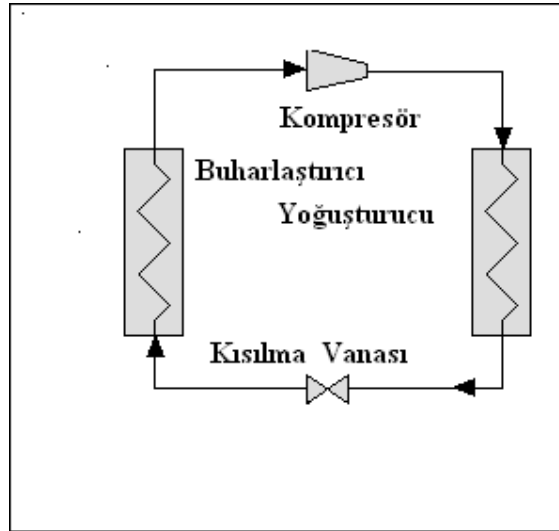 Kompresör
Buharlaştırıcı
Yoğuşturucu
Kısılma Vanası